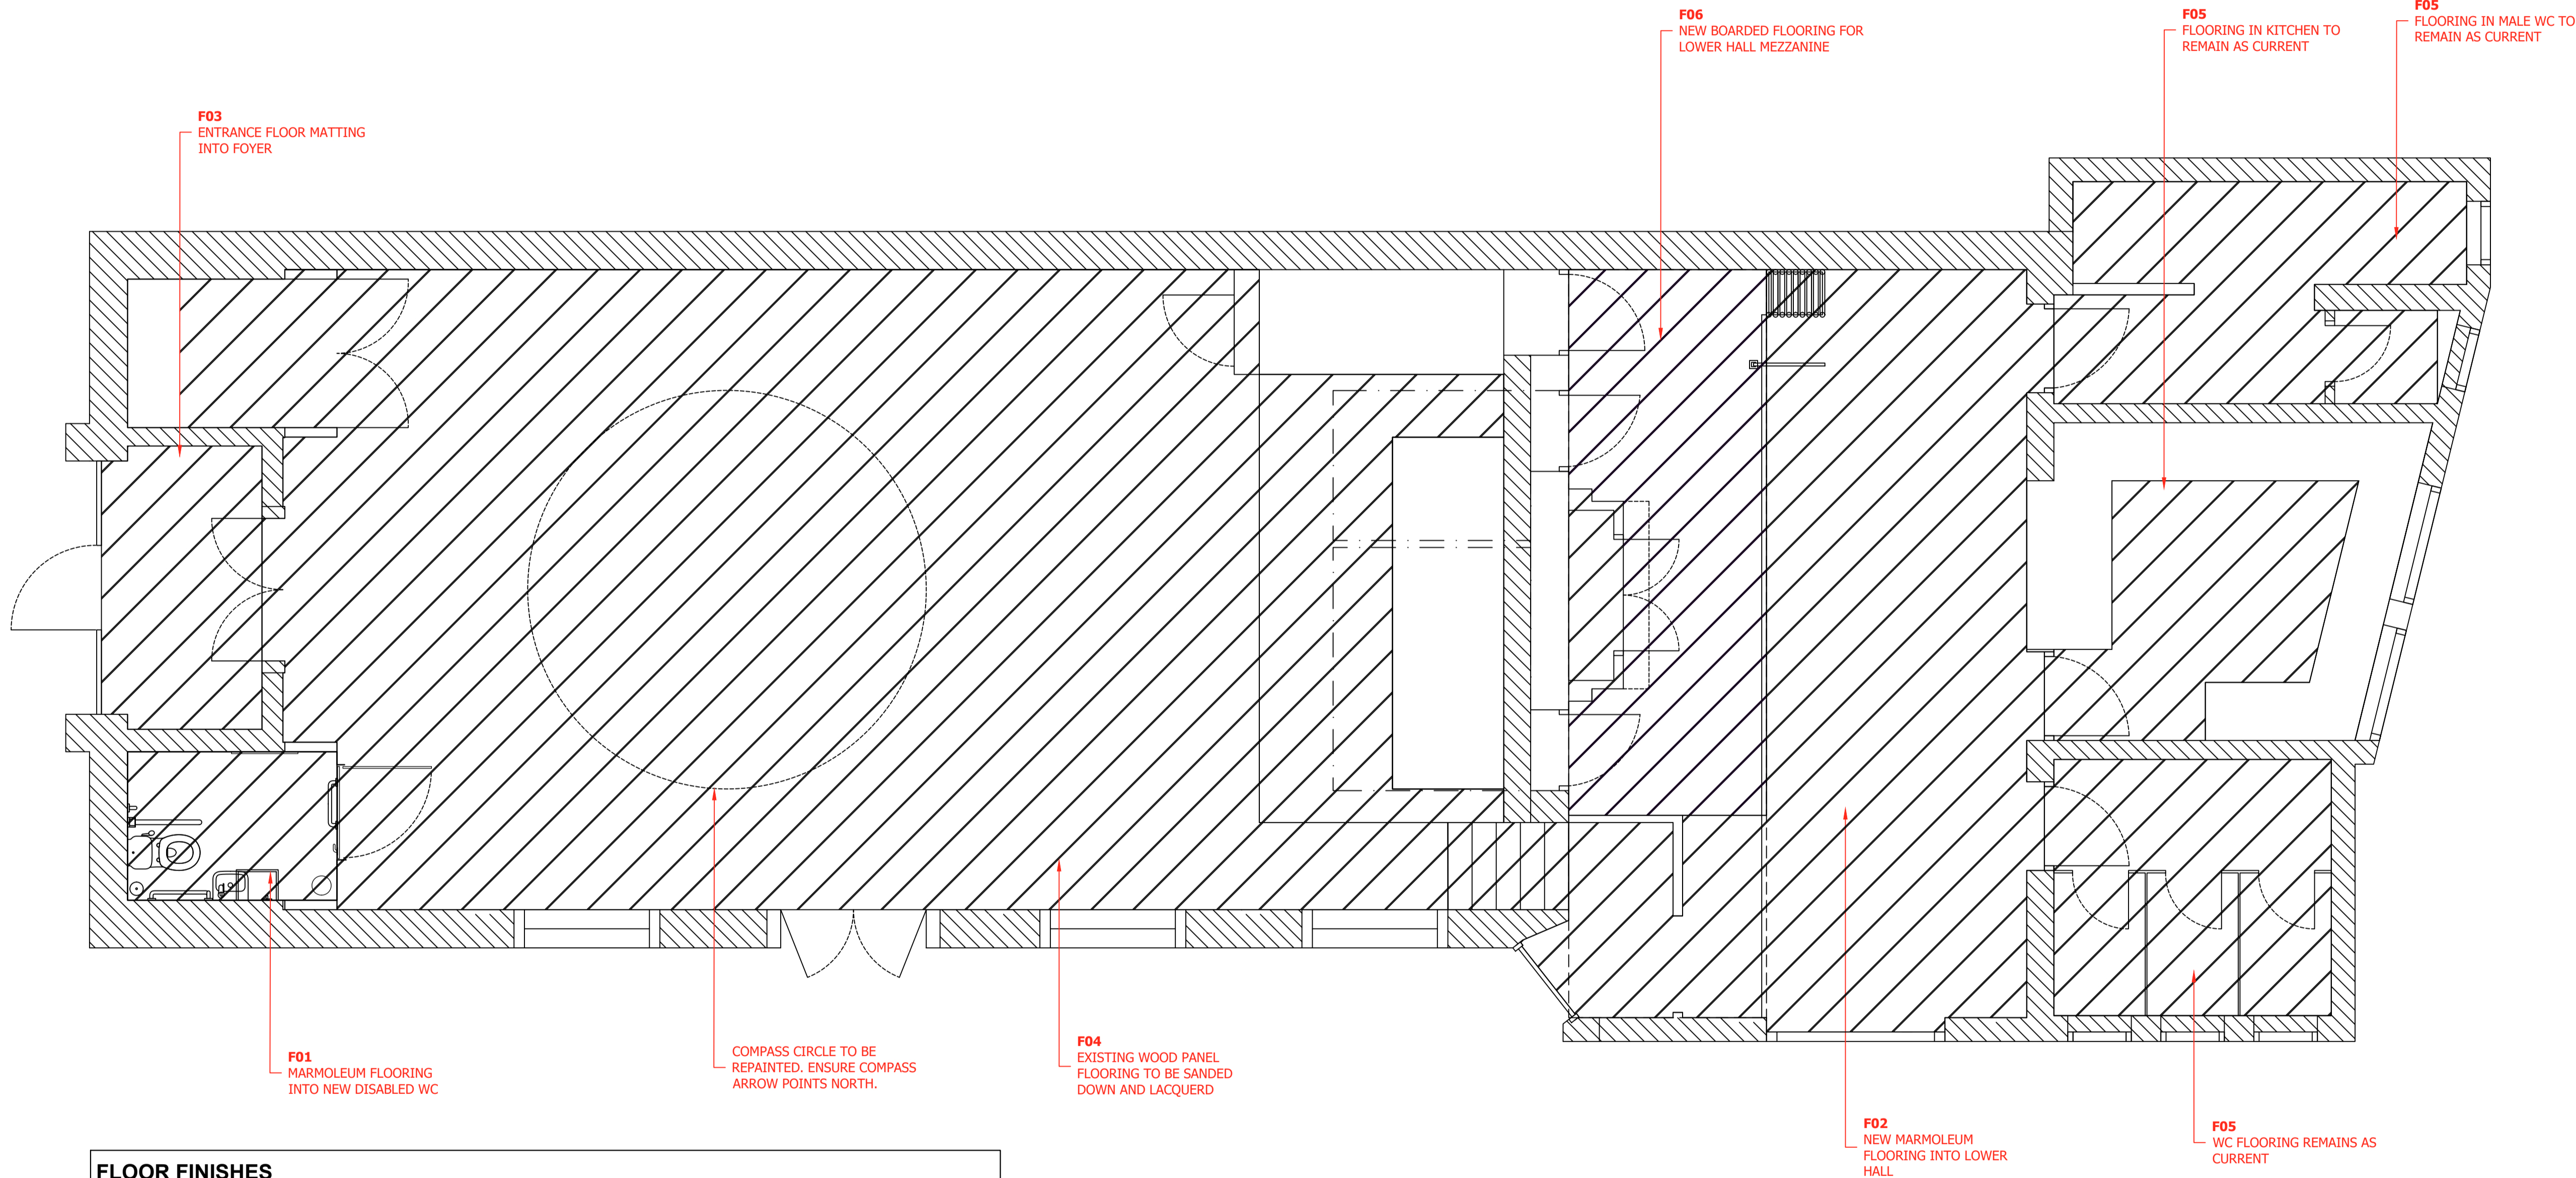 F06
NEW BOARDED FLOORING FOR
LOWER HALL MEZZANINE
F05
FLOORING IN KITCHEN TO
REMAIN AS CURRENT
F05
FLOORING IN MALE WC TO
REMAIN AS CURRENT
F03
ENTRANCE FLOOR MATTING
INTO FOYER
F01
MARMOLEUM FLOORING
INTO NEW DISABLED WC
COMPASS CIRCLE TO BE
REPAINTED. ENSURE COMPASS
ARROW POINTS NORTH.
F04
EXISTING WOOD PANEL
FLOORING TO BE SANDED
DOWN AND LACQUERD
F02
NEW MARMOLEUM
FLOORING INTO LOWER
HALL
F05
WC FLOORING REMAINS AS
CURRENT
FLOOR FINISHES